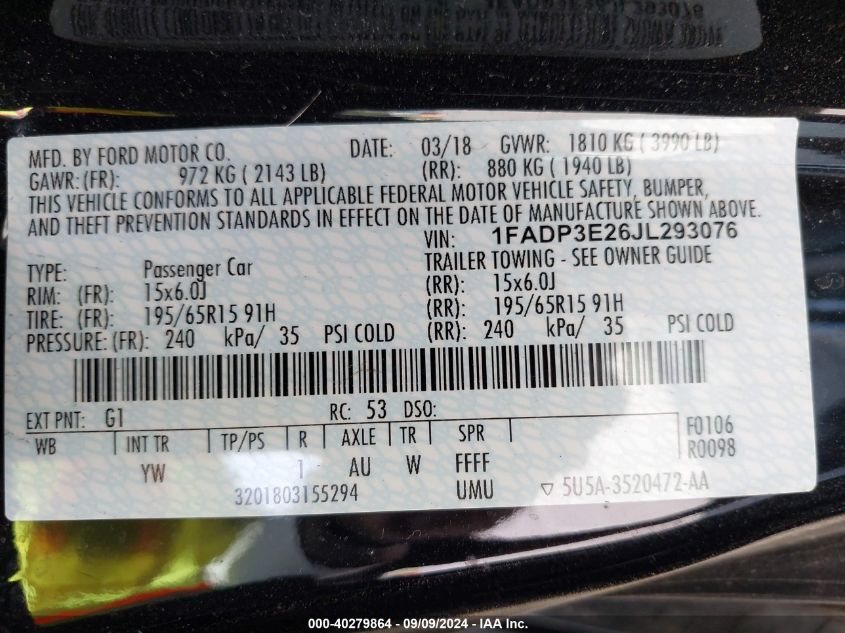 MFD. BY FORD MOTOR CO. DATE: 03/18 GVWR: 1810 KG ( 3990 LB)
GAWR: (FR): 972 KG ( 2143 LB) (RR): 880 KG ( 1940 LB)
THIS VEHICLE CONFORMS TO ALL APPLICABLE FEDERAL MOTOR VEHICLE SAFETY, BUMPER,
AND THEFT PREVENTION STANDARDS IN EFFECT ON THE DATE OF MANUFACTURE SHOWN ABOVE.
VIN: 1FADP3E26JL293076
TYPE: Passenger Car TRAILER TOWING - SEE OWNER GUIDE
RIM: (FR): 15x6.0J (RR): 15x6.0J
TIRE: (FR): 195/65R15 91H (RR): 195/65R15 91H
PRESSURE: (FR): 240 kPa/ 35 PSI COLD (RR): 240 kPa/ 35 PSI COLD
EXT PNT: G1 RC: 53 DSO: F0106
WB INT TR TP/PS R AXLE TR SPR R0098
YW 1 AU W FFFF
3201803155294 UMU ▽ 5U5A-3520472-AA
000-40279864 / 09/09/2024 - IAA Inc.